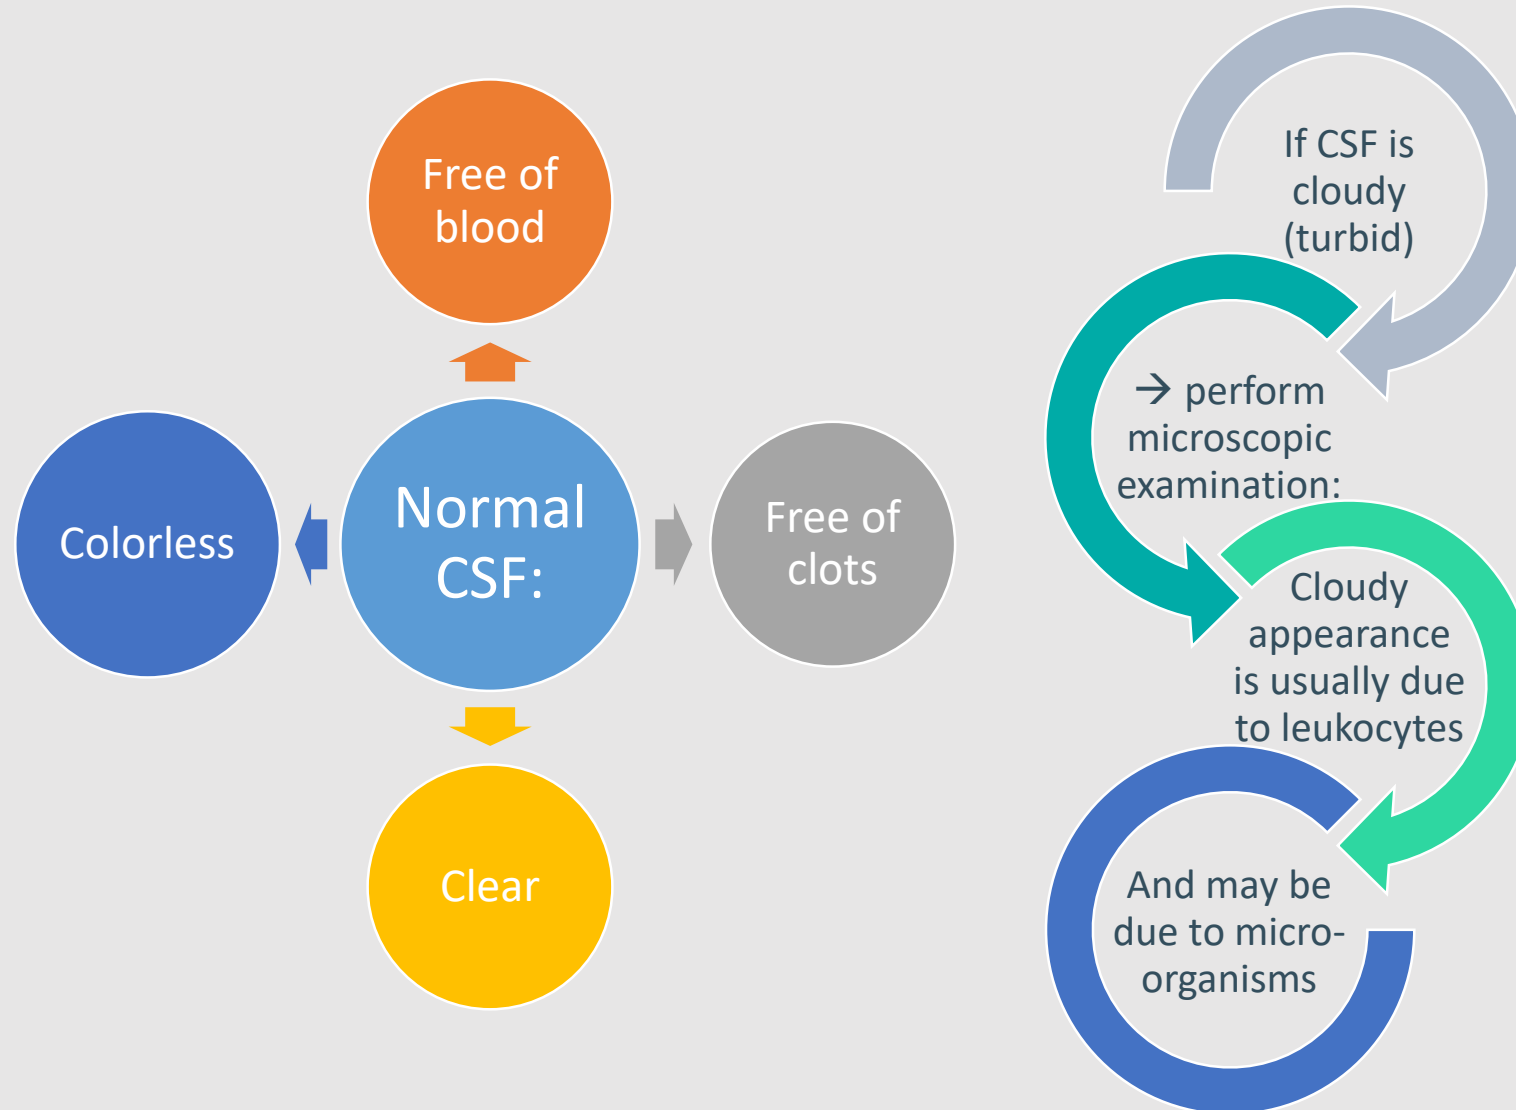 Free of
blood
Colorless
Normal
CSF:
Free of
clots
Clear
If CSF is
cloudy
(turbid)
→ perform
microscopic
examination:
Cloudy
appearance
is usually due
to leukocytes
And may be
due to micro-
organisms